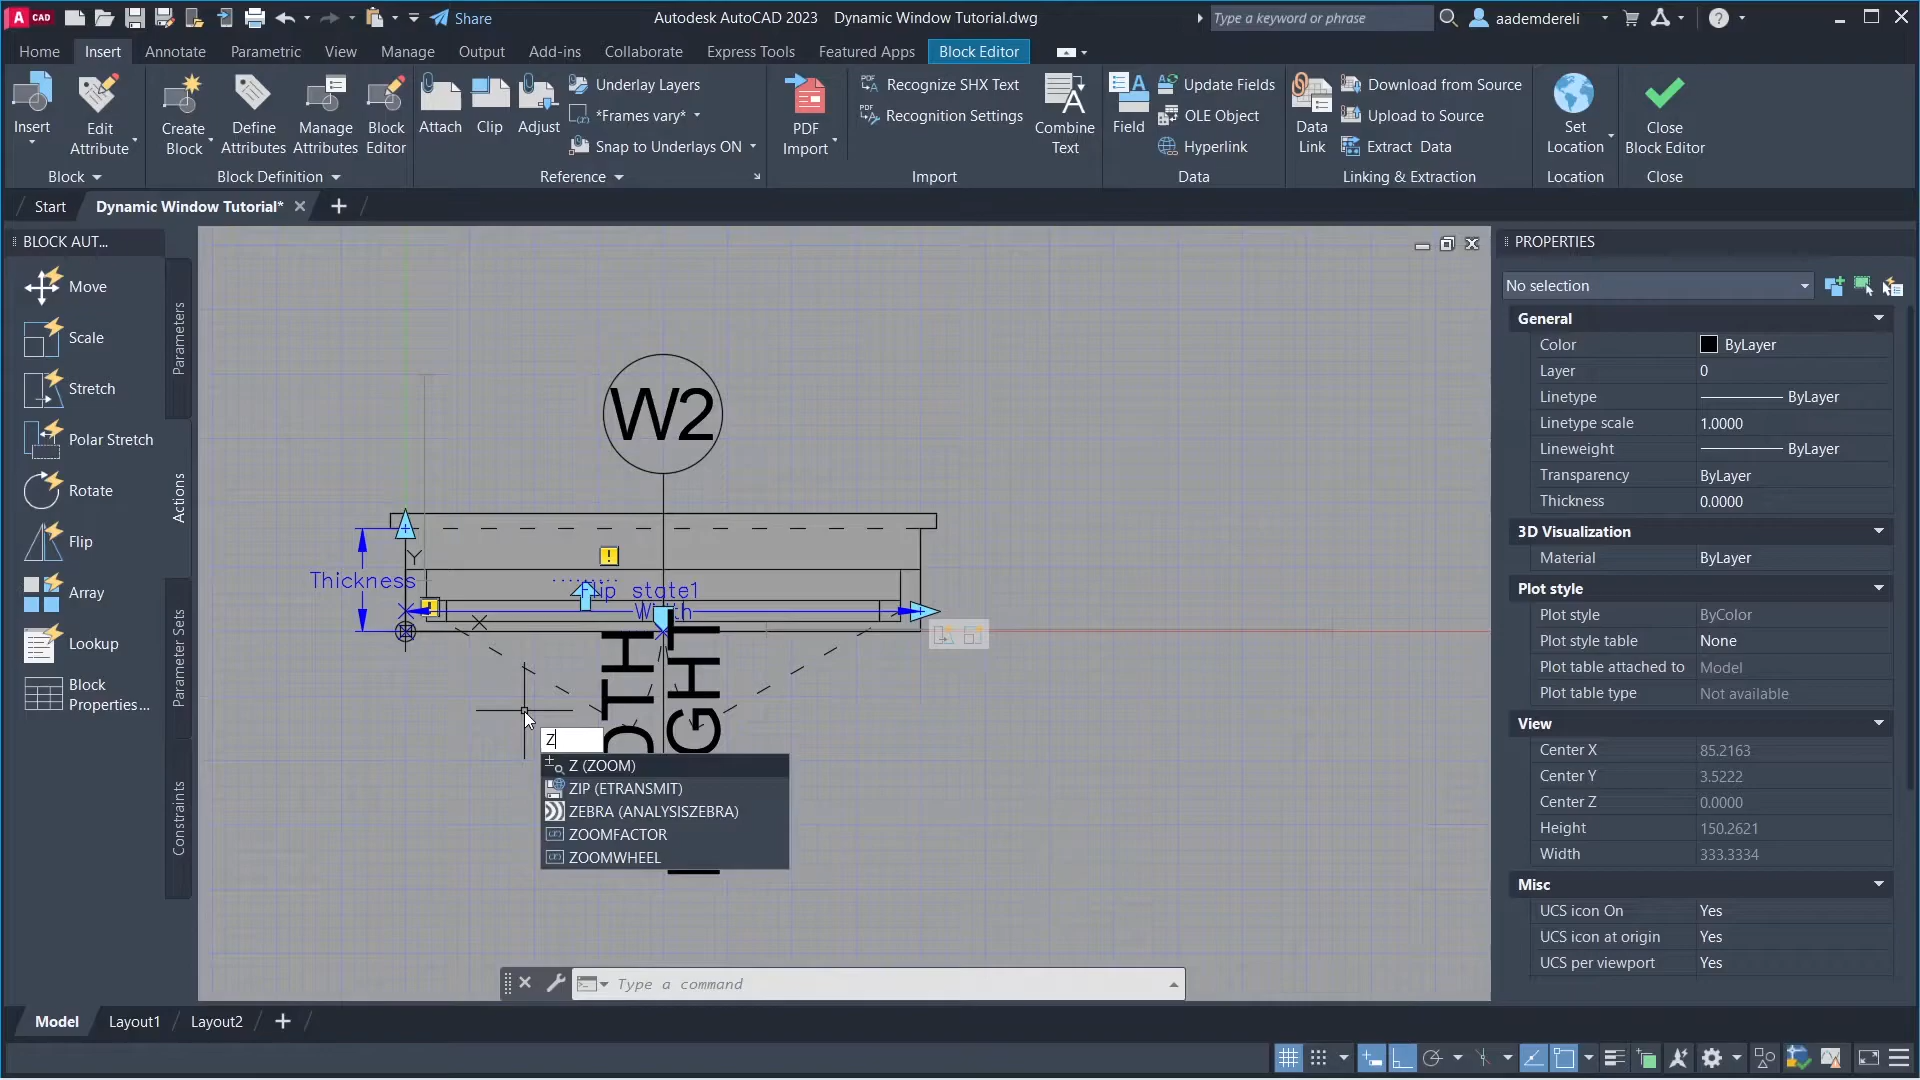 A CAD
Share
Autodesk AutoCAD 2023 Dynamic Window Tutorial.dwg
Type a keyword or phrase
aademdereli
Home Insert Annotate Parametric View Manage Output Add-ins Collaborate Express Tools Featured Apps Block Editor
Insert
Edit
Attribute
Block
Create
Block
Define
Attributes
Manage
Attributes
Block
Editor
Block Definition
Attach
Clip
Adjust
Underlay Layers
*Frames vary*
Snap to Underlays ON
Reference
PDF
Import
Recognize SHX Text
Recognition Settings
Combine
Text
Import
Field
Update Fields
OLE Object
Hyperlink
Data
Data
Link
Download from Source
Upload to Source
Extract Data
Linking & Extraction
Set
Location
Location
Close
Block Editor
Close
Start
Dynamic Window Tutorial*
BLOCK AUT...
Move
Scale
Stretch
Polar Stretch
Rotate
Flip
Array
Lookup
Block
Properties...
Parameters
Actions
Parameter Sets
Constraints
W2
Thickness
Y
X
Flip state1
Width
DTH
GHT
Z
Z (ZOOM)
ZIP (ETRANSMIT)
ZEBRA (ANALYSISZEBRA)
ZOOMFACTOR
ZOOMWHEEL
Type a command
PROPERTIES
No selection
General
Color ByLayer
Layer 0
Linetype ByLayer
Linetype scale 1.0000
Lineweight ByLayer
Transparency ByLayer
Thickness 0.0000
3D Visualization
Material ByLayer
Plot style
Plot style ByColor
Plot style table None
Plot table attached to Model
Plot table type Not available
View
Center X 85.2163
Center Y 3.5222
Center Z 0.0000
Height 150.2621
Width 333.3334
Misc
UCS icon On Yes
UCS icon at origin Yes
UCS per viewport Yes
Model Layout1 Layout2